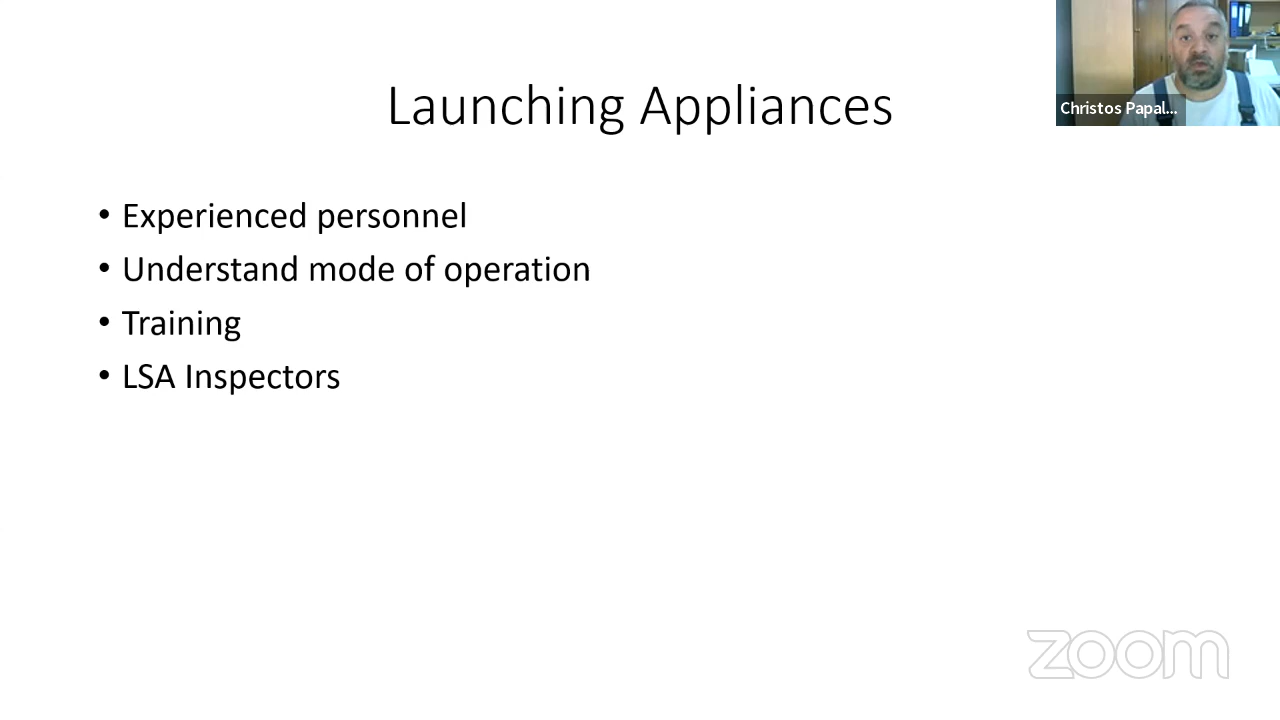 Launching Appliances
Christos Papal...
• Experienced personnel
• Understand mode of operation
• Training
• LSA Inspectors
zoom